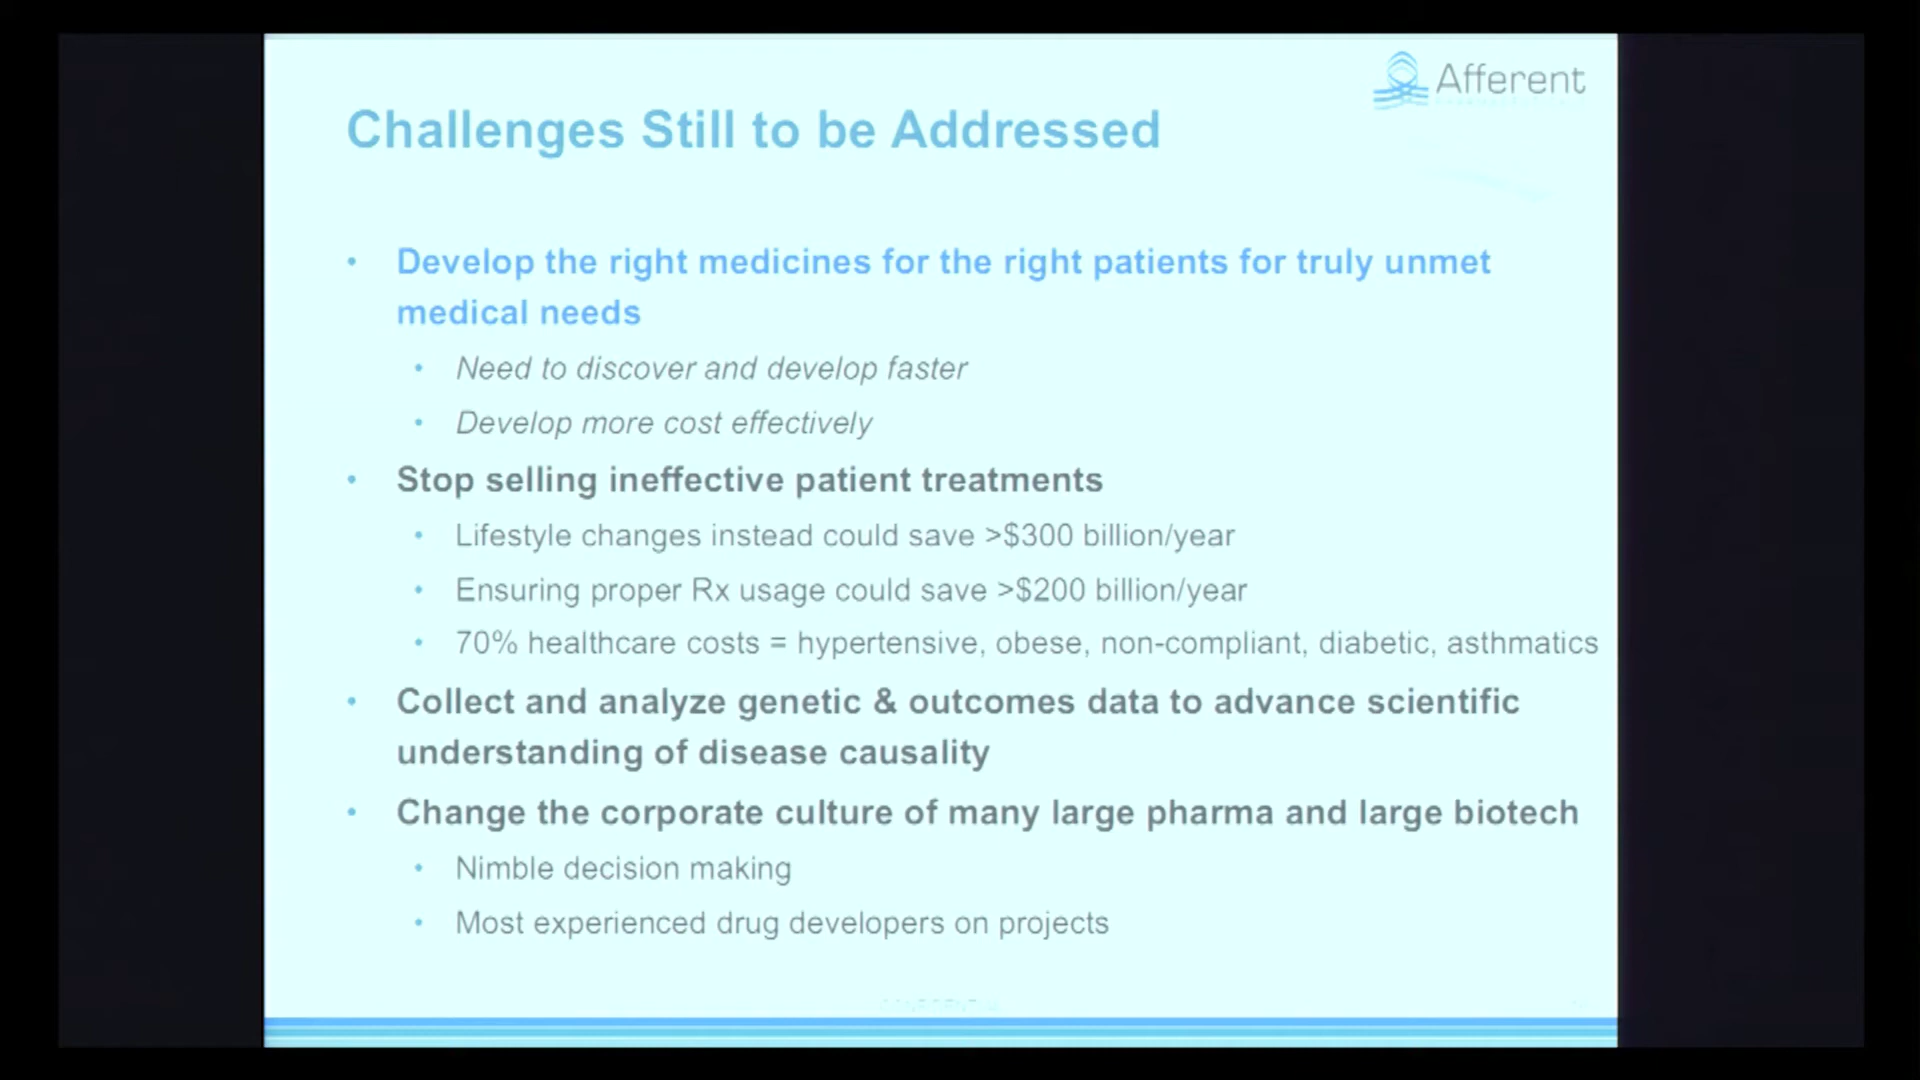 Afferent
Challenges Still to be Addressed
• Develop the right medicines for the right patients for truly unmet
medical needs
• Need to discover and develop faster
• Develop more cost effectively
• Stop selling ineffective patient treatments
• Lifestyle changes instead could save >$300 billion/year
• Ensuring proper Rx usage could save >$200 billion/year
• 70% healthcare costs = hypertensive, obese, non-compliant, diabetic, asthmatics
• Collect and analyze genetic & outcomes data to advance scientific
understanding of disease causality
• Change the corporate culture of many large pharma and large biotech
• Nimble decision making
• Most experienced drug developers on projects